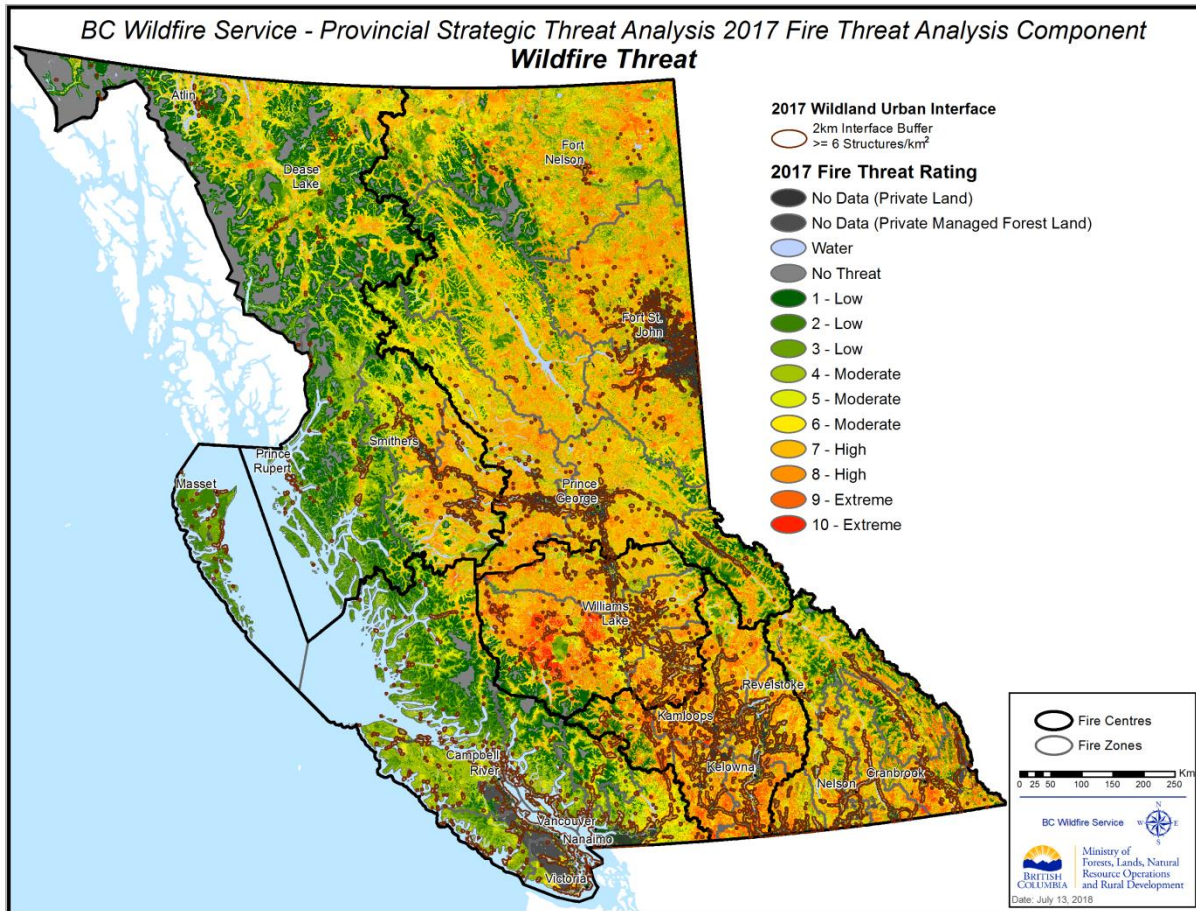 BC Wildfire Service - Provincial Strategic Threat Analysis 2017 Fire Threat Analysis Component
Wildfire Threat
2017 Wildland Urban Interface
2km Interface Buffer
>= 6 Structures/km²
2017 Fire Threat Rating
No Data (Private Land)
No Data (Private Managed Forest Land)
Water
No Threat
1 - Low
2 - Low
3 - Low
4 - Moderate
5 - Moderate
6 - Moderate
7 - High
8 - High
9 - Extreme
10 - Extreme
Atlin
Dease
Lake
Fort
Nelson
Fort St.
John
Smithers
Prince
Rupert
Masset
Prince
George
Williams
Lake
Revelstoke
Kamloops
Kelowna
Nelson
Cranbrook
Campbell
River
Vancouver
Nanaimo
Victoria
Fire Centres
Fire Zones
Km
0 25 50 100 150 200 250
BC Wildfire Service
N
W E
S
BRITISH
COLUMBIA
Ministry of
Forests, Lands, Natural
Resource Operations
and Rural Development
Date: July 13, 2018